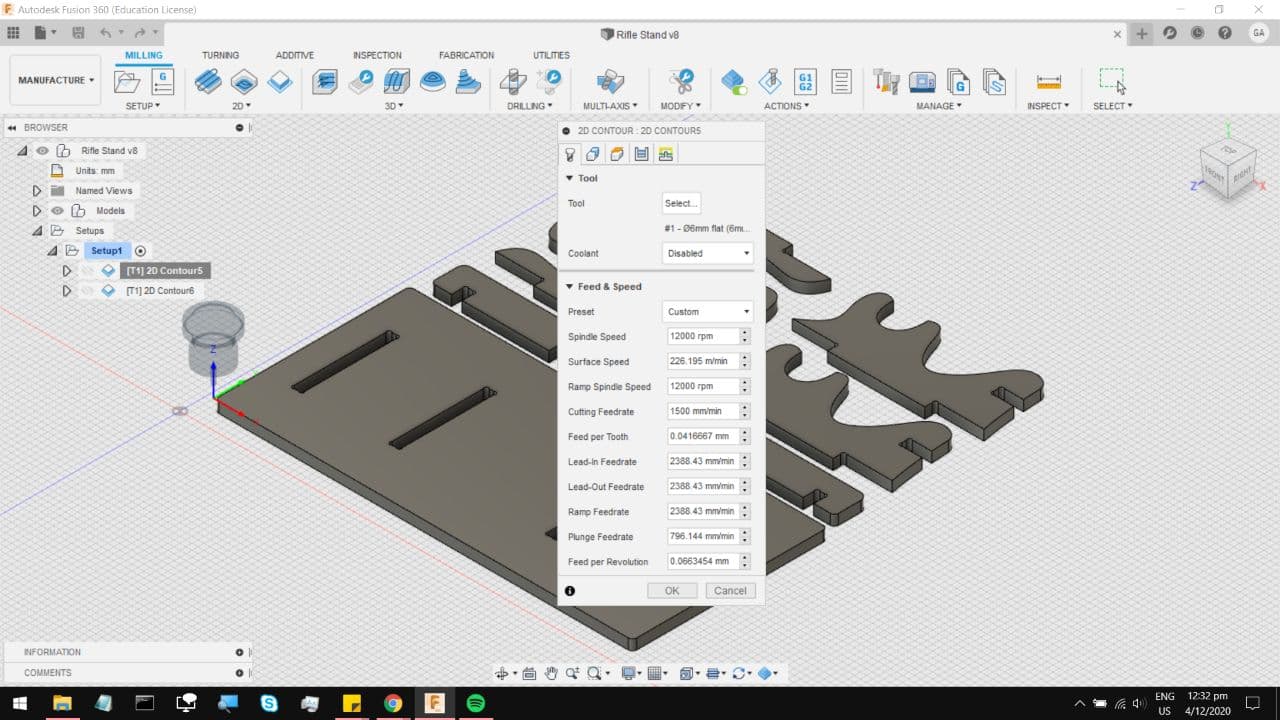 Autodesk Fusion 360 (Education License)
Rifle Stand v8
GA
MILLING TURNING ADDITIVE INSPECTION FABRICATION UTILITIES
MANUFACTURE
G
G1
G2
G
S
SETUP 2D 3D DRILLING MULTI-AXIS MODIFY ACTIONS MANAGE INSPECT SELECT
BROWSER
Rifle Stand v8
Units: mm
Named Views
Models
Setups
Setup1
[T1] 2D Contour5
[T1] 2D Contour6
Z
2D CONTOUR : 2D CONTOUR5
Tool
Tool Select...
#1 - Ø6mm flat (6m...
Coolant Disabled
Feed & Speed
Preset Custom
Spindle Speed 12000 rpm
Surface Speed 226.195 m/min
Ramp Spindle Speed 12000 rpm
Cutting Feedrate 1500 mm/min
Feed per Tooth 0.0416667 mm
Lead-In Feedrate 2388.43 mm/min
Lead-Out Feedrate 2388.43 mm/min
Ramp Feedrate 2388.43 mm/min
Plunge Feedrate 796.144 mm/min
Feed per Revolution 0.0663454 mm
OK Cancel
Y
TOP
FRONT RIGHT
Z X
INFORMATION
COMMENTS
ENG 12:32 pm
US 4/12/2020